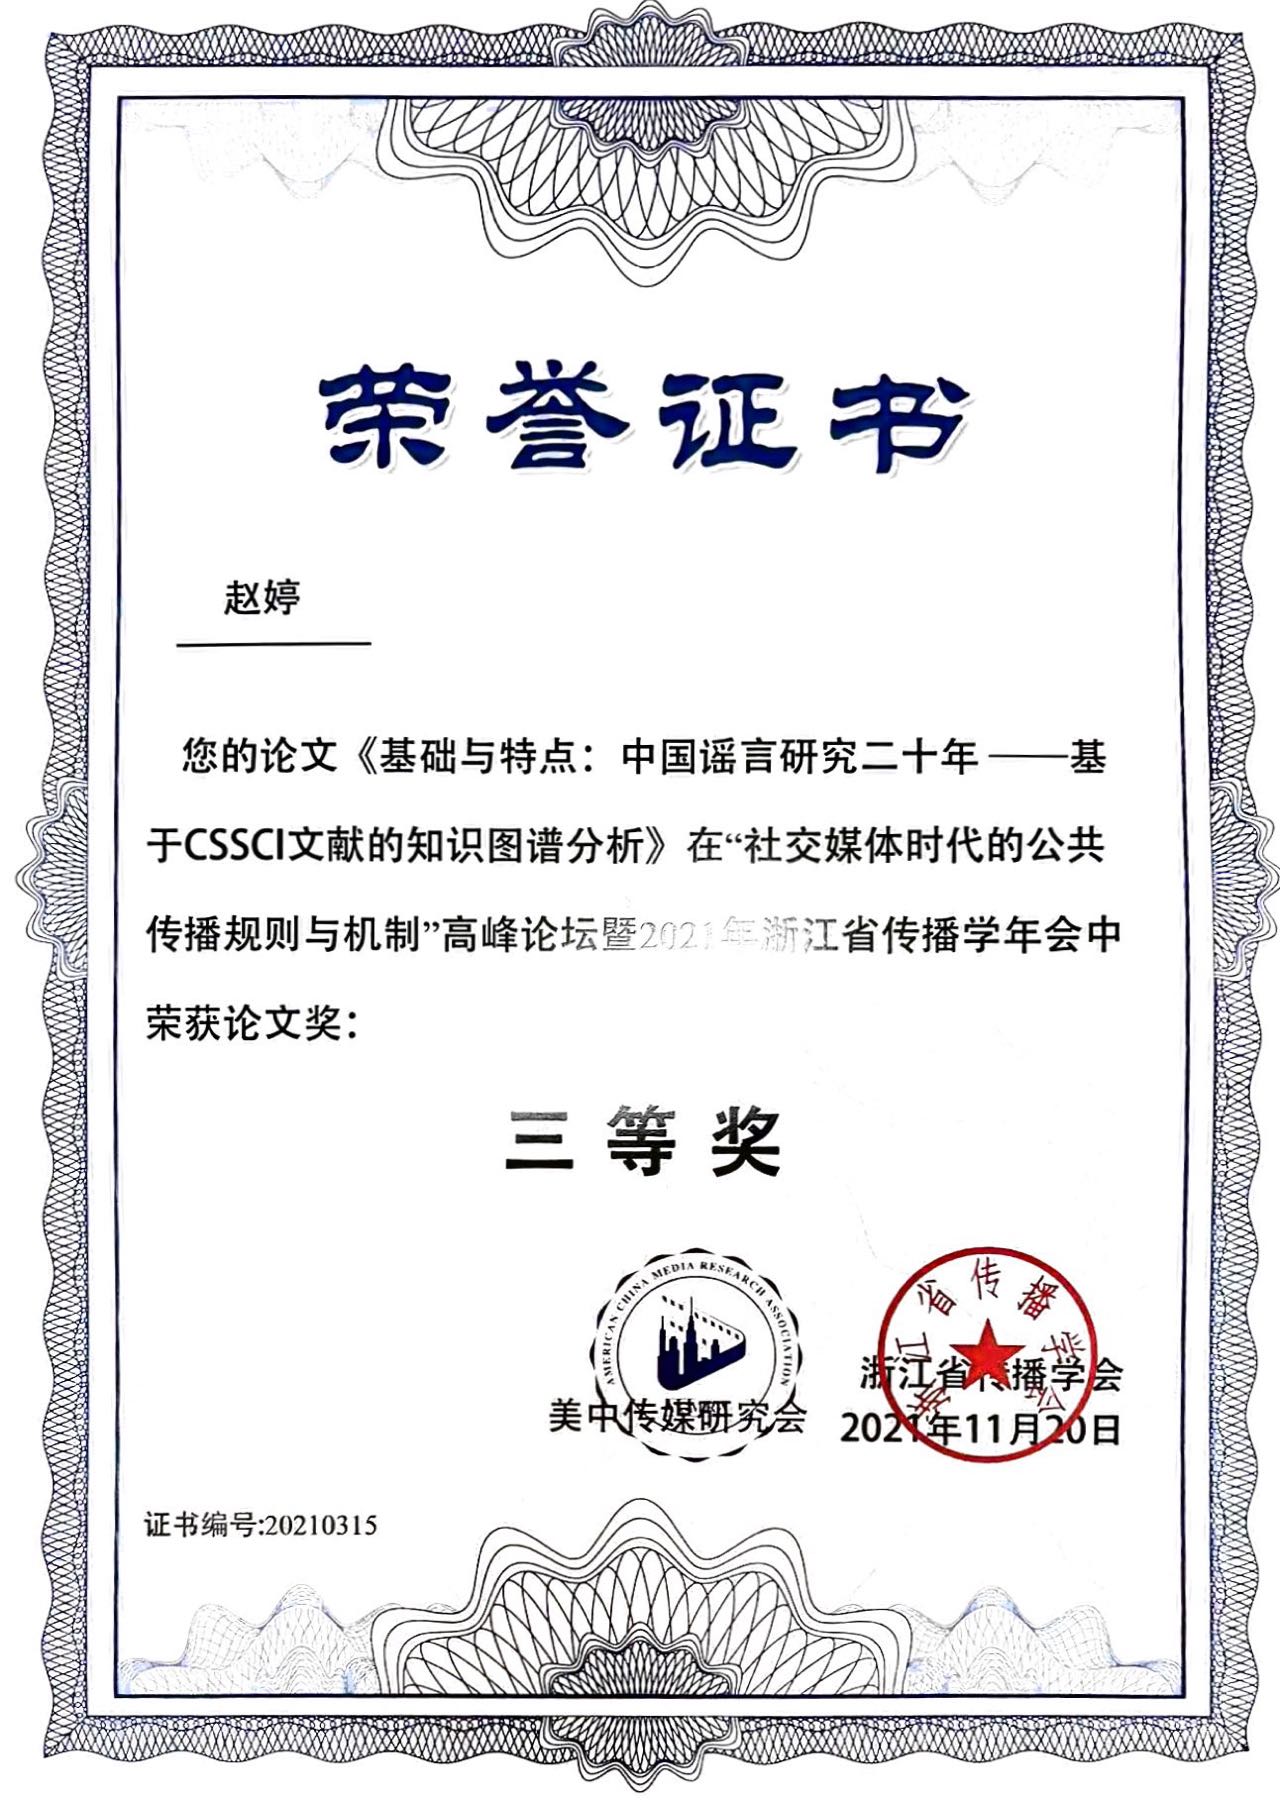 荣誉证书
赵婷
您的论文《基础与特点：中国谣言研究二十年——基
于CSSCI文献的知识图谱分析》在“社交媒体时代的公共
传播规则与机制”高峰论坛暨2021年浙江省传播学年会中
荣获论文奖：
三等奖
AMERICAN CHINA MEDIA RESEARCH ASSOCIATION
美中传媒研究会
浙江省传播学会
浙江省传播学会
2021年11月20日
证书编号:20210315